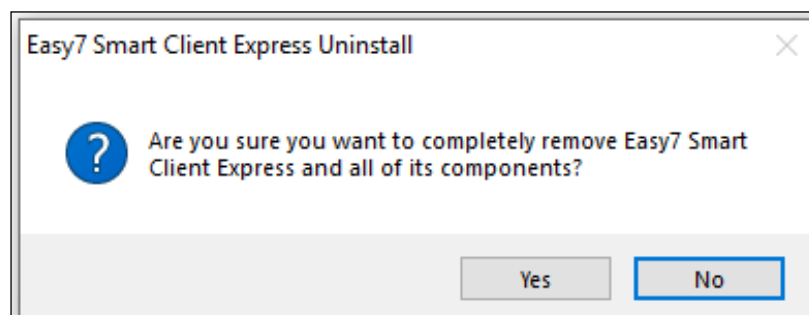 Easy7 Smart Client Express Uninstall
Are you sure you want to completely remove Easy7 Smart
Client Express and all of its components?
Yes No